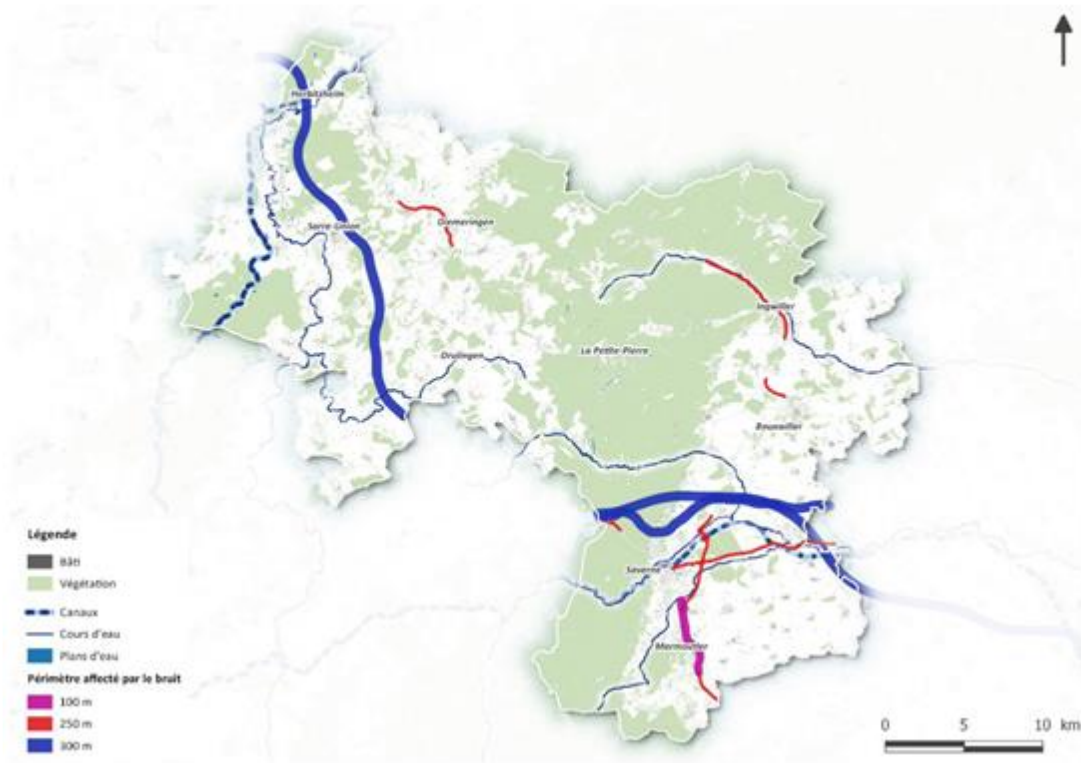 Herbitzheim
Sarre-Union
Diemeringen
Ingwiller
La Petite-Pierre
Drulingen
Bouxwiller
Saverne
Marmoutier
Légende
Bâti
Végétation
Canaux
Cours d'eau
Plans d'eau
Périmètre affecté par le bruit
100 m
250 m
300 m
0 5 10 km